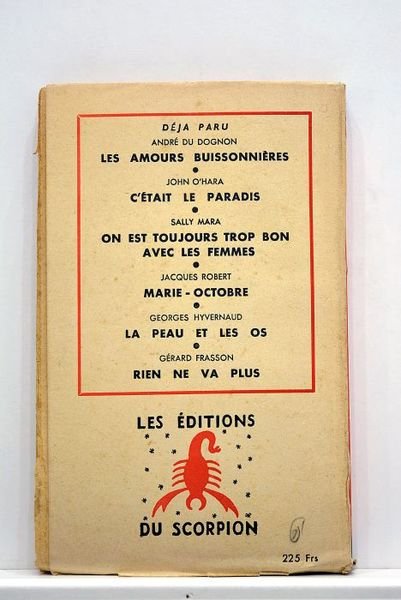 DÉJA PARU
ANDRÉ DU DOGNON
LES AMOURS BUISSONNIÈRES
JOHN O'HARA
C'ÉTAIT LE PARADIS
SALLY MARA
ON EST TOUJOURS TROP BON
AVEC LES FEMMES
JACQUES ROBERT
MARIE-OCTOBRE
GEORGES HYVERNAUD
LA PEAU ET LES OS
GÉRARD FRASSON
RIEN NE VA PLUS
LES ÉDITIONS
DU SCORPION
225 Frs